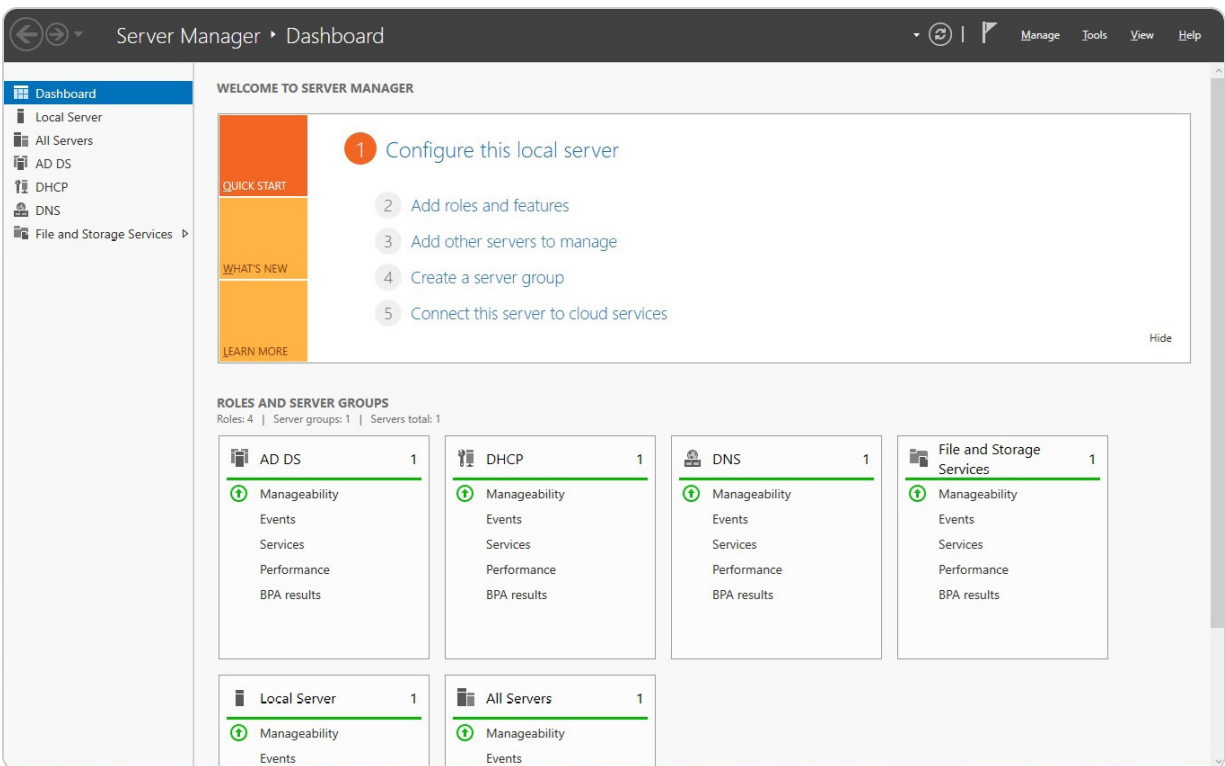 Server Manager ‣ Dashboard
Manage Tools View Help
Dashboard
Local Server
All Servers
AD DS
DHCP
DNS
File and Storage Services
WELCOME TO SERVER MANAGER
QUICK START
WHAT'S NEW
LEARN MORE
1 Configure this local server
2 Add roles and features
3 Add other servers to manage
4 Create a server group
5 Connect this server to cloud services
Hide
ROLES AND SERVER GROUPS
Roles: 4 | Server groups: 1 | Servers total: 1
AD DS 1
Manageability
Events
Services
Performance
BPA results
DHCP 1
Manageability
Events
Services
Performance
BPA results
DNS 1
Manageability
Events
Services
Performance
BPA results
File and Storage
Services 1
Manageability
Events
Services
Performance
BPA results
Local Server 1
Manageability
Events
All Servers 1
Manageability
Events